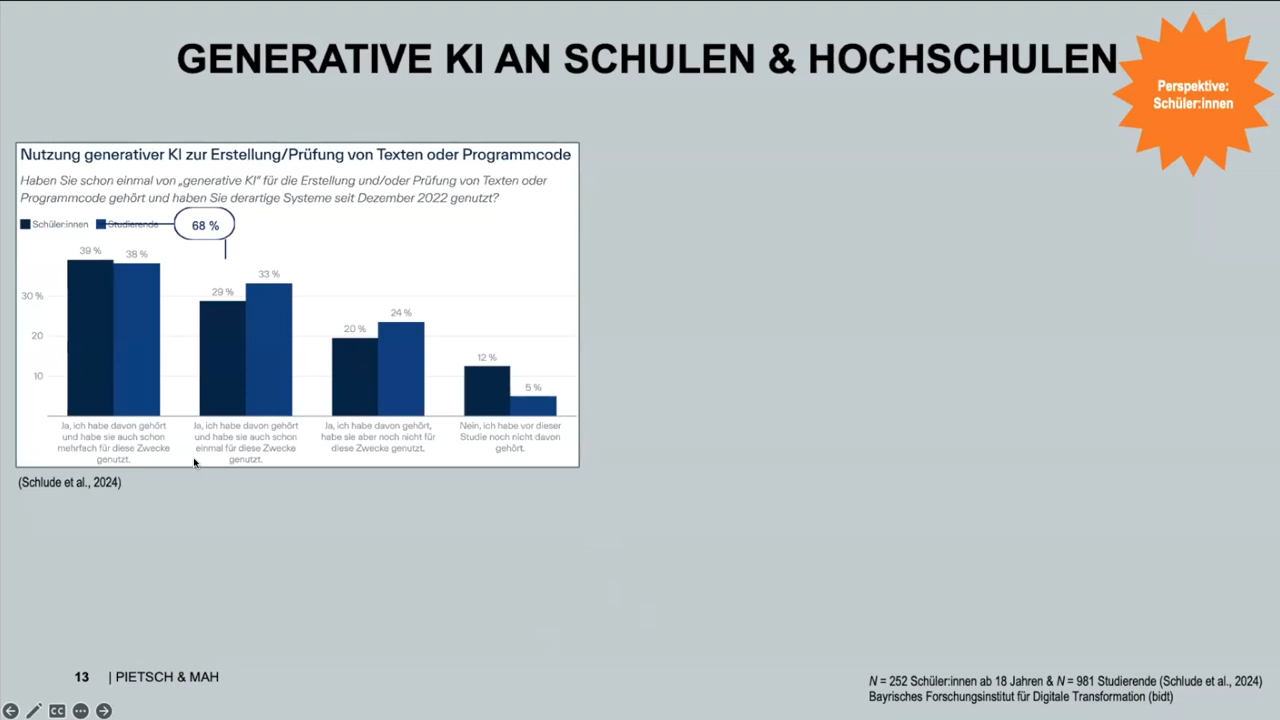 GENERATIVE KI AN SCHULEN & HOCHSCHULEN
Perspektive:
Schüler:innen
Nutzung generativer KI zur Erstellung/Prüfung von Texten oder Programmcode
Haben Sie schon einmal von „generative KI“ für die Erstellung und/oder Prüfung von Texten oder
Programmcode gehört und haben Sie derartige Systeme seit Dezember 2022 genutzt?
Schüler:innen Studierende
68 %
39 % 38 %
29 % 33 %
20 % 24 %
12 % 5 %
30 %
20
10
Ja, ich habe davon gehört
und habe sie auch schon
mehrfach für diese Zwecke
genutzt.
Ja, ich habe davon gehört
und habe sie auch schon
einmal für diese Zwecke
genutzt.
Ja, ich habe davon gehört,
habe sie aber noch nicht für
diese Zwecke genutzt.
Nein, ich habe vor dieser
Studie noch nicht davon
gehört.
(Schlude et al., 2024)
13 | PIETSCH & MAH
N = 252 Schüler:innen ab 18 Jahren & N = 981 Studierende (Schlude et al., 2024)
Bayrisches Forschungsinstitut für Digitale Transformation (bidt)
CC